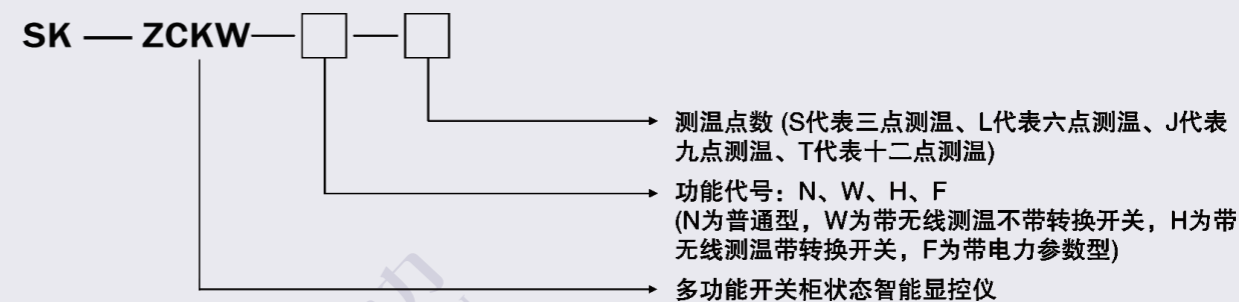 SK — ZCKW—□—□
测温点数 (S代表三点测温、L代表六点测温、J代表
九点测温、T代表十二点测温)
功能代号：N、W、H、F
(N为普通型，W为带无线测温不带转换开关，H为带
无线测温带转换开关，F为带电力参数型)
多功能开关柜状态智能显控仪